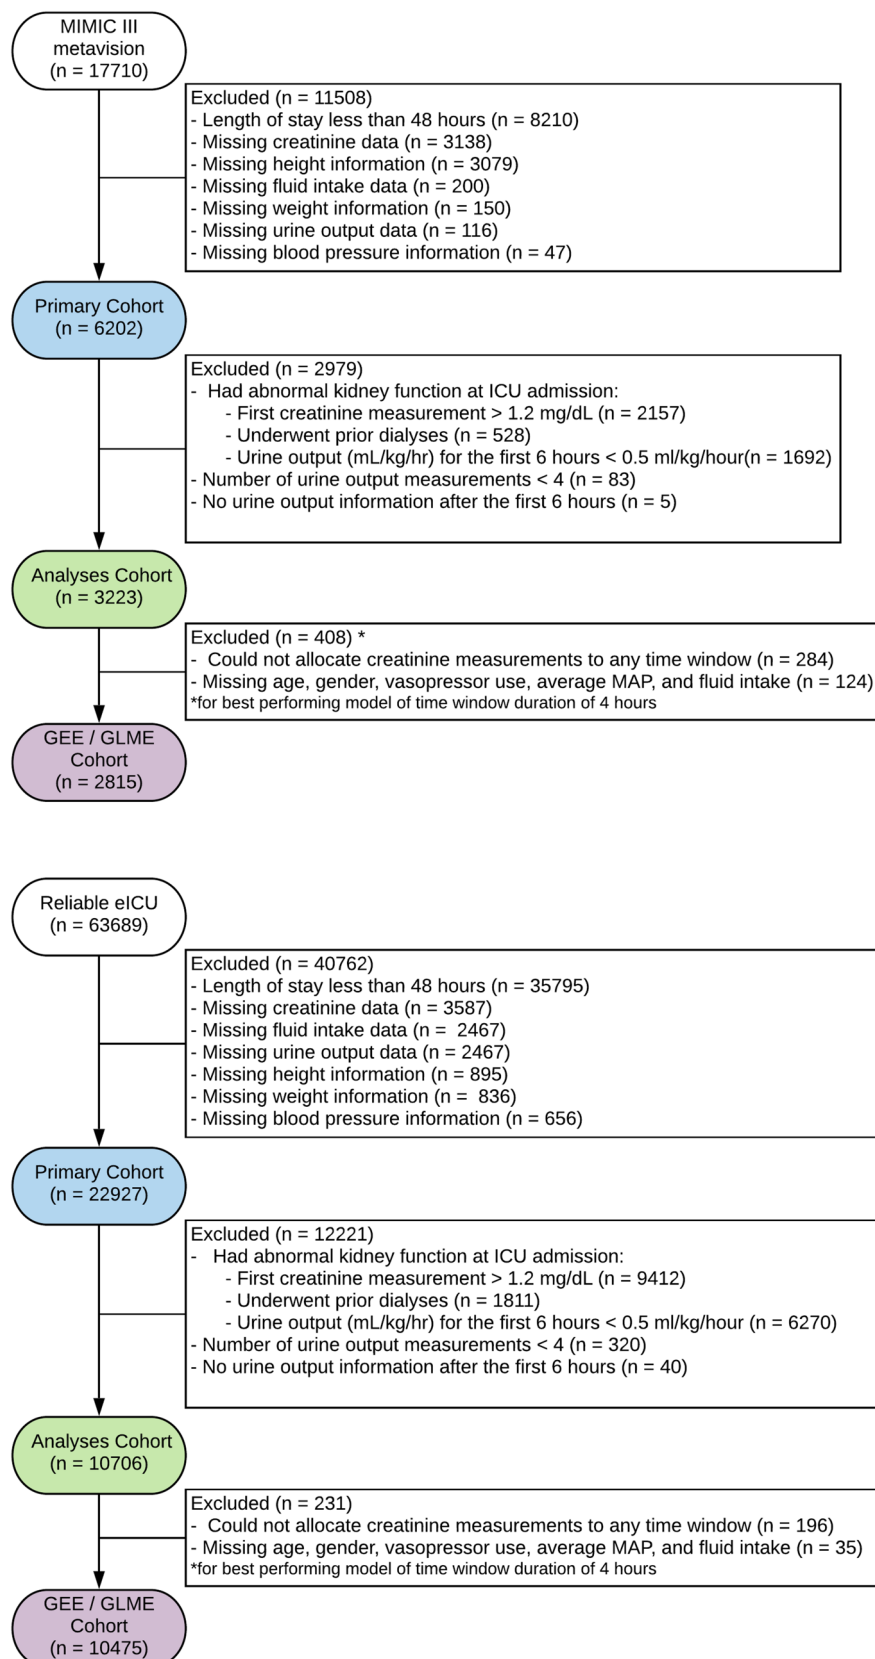 MIMIC III
metavision
(n = 17710)
Excluded (n = 11508)
- Length of stay less than 48 hours (n = 8210)
- Missing creatinine data (n = 3138)
- Missing height information (n = 3079)
- Missing fluid intake data (n = 200)
- Missing weight information (n = 150)
- Missing urine output data (n = 116)
- Missing blood pressure information (n = 47)
Primary Cohort
(n = 6202)
Excluded (n = 2979)
- Had abnormal kidney function at ICU admission:
- First creatinine measurement > 1.2 mg/dL (n = 2157)
- Underwent prior dialyses (n = 528)
- Urine output (mL/kg/hr) for the first 6 hours < 0.5 ml/kg/hour(n = 1692)
- Number of urine output measurements < 4 (n = 83)
- No urine output information after the first 6 hours (n = 5)
Analyses Cohort
(n = 3223)
Excluded (n = 408) *
- Could not allocate creatinine measurements to any time window (n = 284)
- Missing age, gender, vasopressor use, average MAP, and fluid intake (n = 124)
*for best performing model of time window duration of 4 hours
GEE / GLME
Cohort
(n = 2815)
Reliable eICU
(n = 63689)
Excluded (n = 40762)
- Length of stay less than 48 hours (n = 35795)
- Missing creatinine data (n = 3587)
- Missing fluid intake data (n = 2467)
- Missing urine output data (n = 2467)
- Missing height information (n = 895)
- Missing weight information (n = 836)
- Missing blood pressure information (n = 656)
Primary Cohort
(n = 22927)
Excluded (n = 12221)
- Had abnormal kidney function at ICU admission:
- First creatinine measurement > 1.2 mg/dL (n = 9412)
- Underwent prior dialyses (n = 1811)
- Urine output (mL/kg/hr) for the first 6 hours < 0.5 ml/kg/hour (n = 6270)
- Number of urine output measurements < 4 (n = 320)
- No urine output information after the first 6 hours (n = 40)
Analyses Cohort
(n = 10706)
Excluded (n = 231)
- Could not allocate creatinine measurements to any time window (n = 196)
- Missing age, gender, vasopressor use, average MAP, and fluid intake (n = 35)
*for best performing model of time window duration of 4 hours
GEE / GLME
Cohort
(n = 10475)